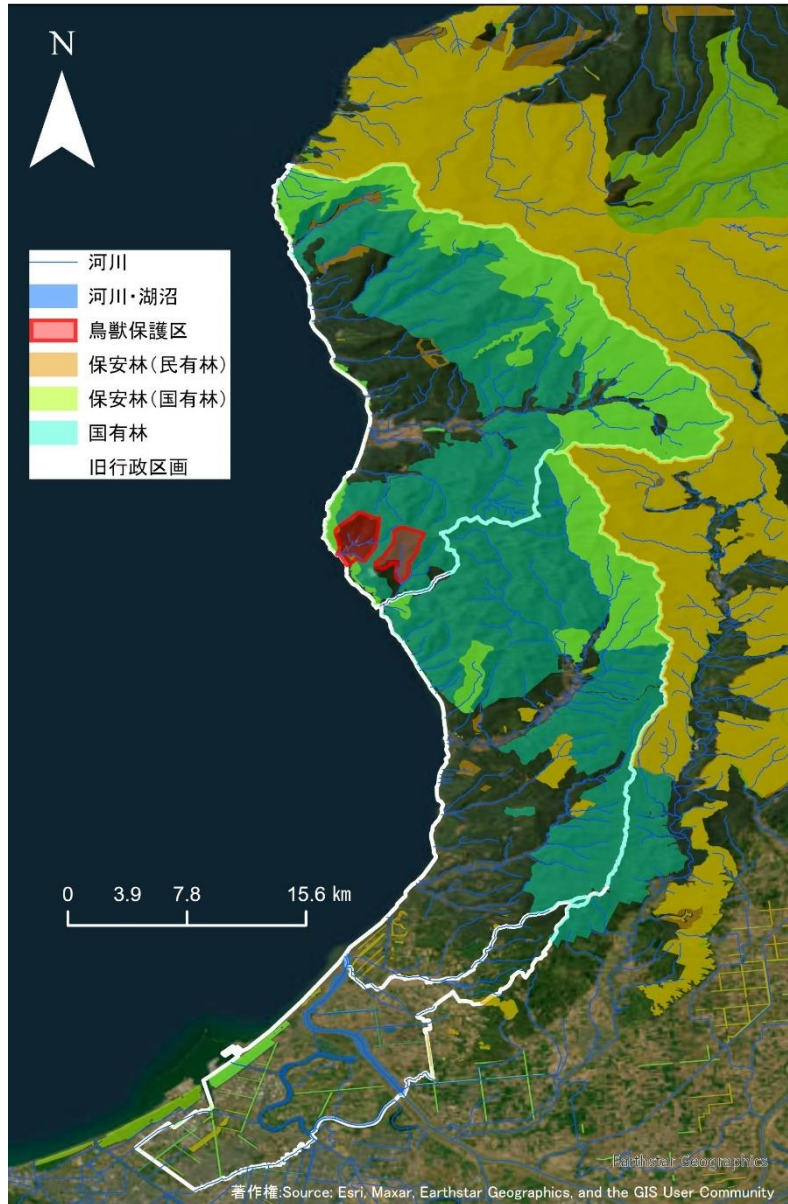 N
河川
河川・湖沼
鳥獣保護区
保安林(民有林)
保安林(国有林)
国有林
旧行政区画
0 3.9 7.8 15.6 ㎞
Earthstar Geographics
著作権:Source: Esri, Maxar, Earthstar Geographics, and the GIS User Community